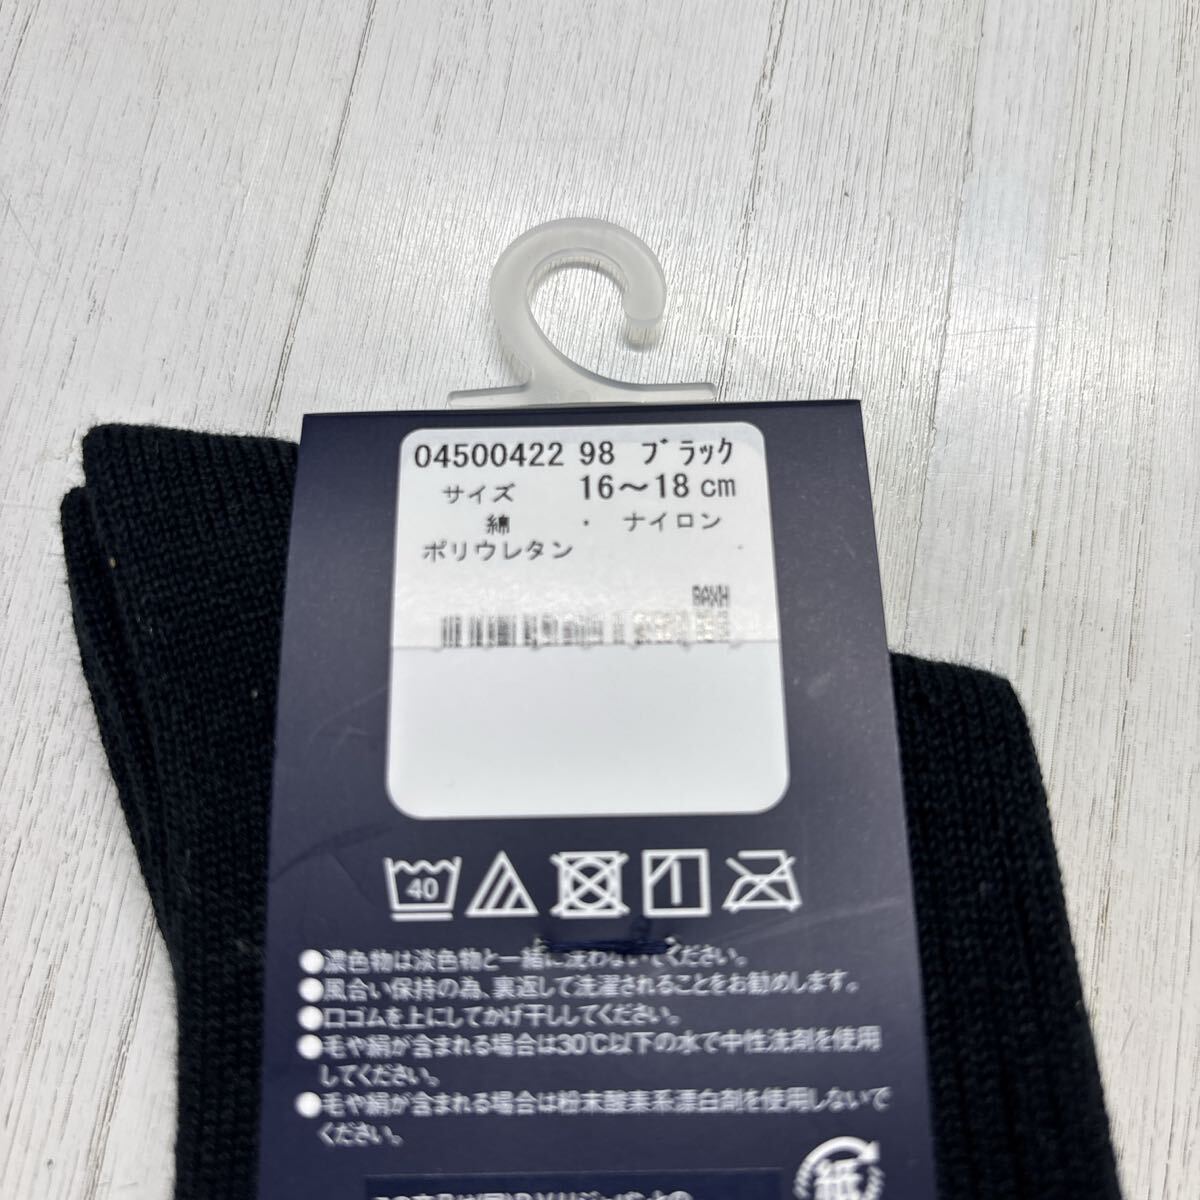 04500422 98 ブラック
サイズ 16～18cm
綿 ・ ナイロン
ポリウレタン
RAXH
40
●濃色物は淡色物と一緒に洗わないでください。
●風合い保持の為、裏返して洗濯されることをお勧めします。
●口ゴムを上にしてかげ干ししてください。
●毛や絹が含まれる場合は30℃以下の水で中性洗剤を使用
してください。
●毛や絹が含まれる場合は粉末酸素系漂白剤を使用しないで
ください。
紙